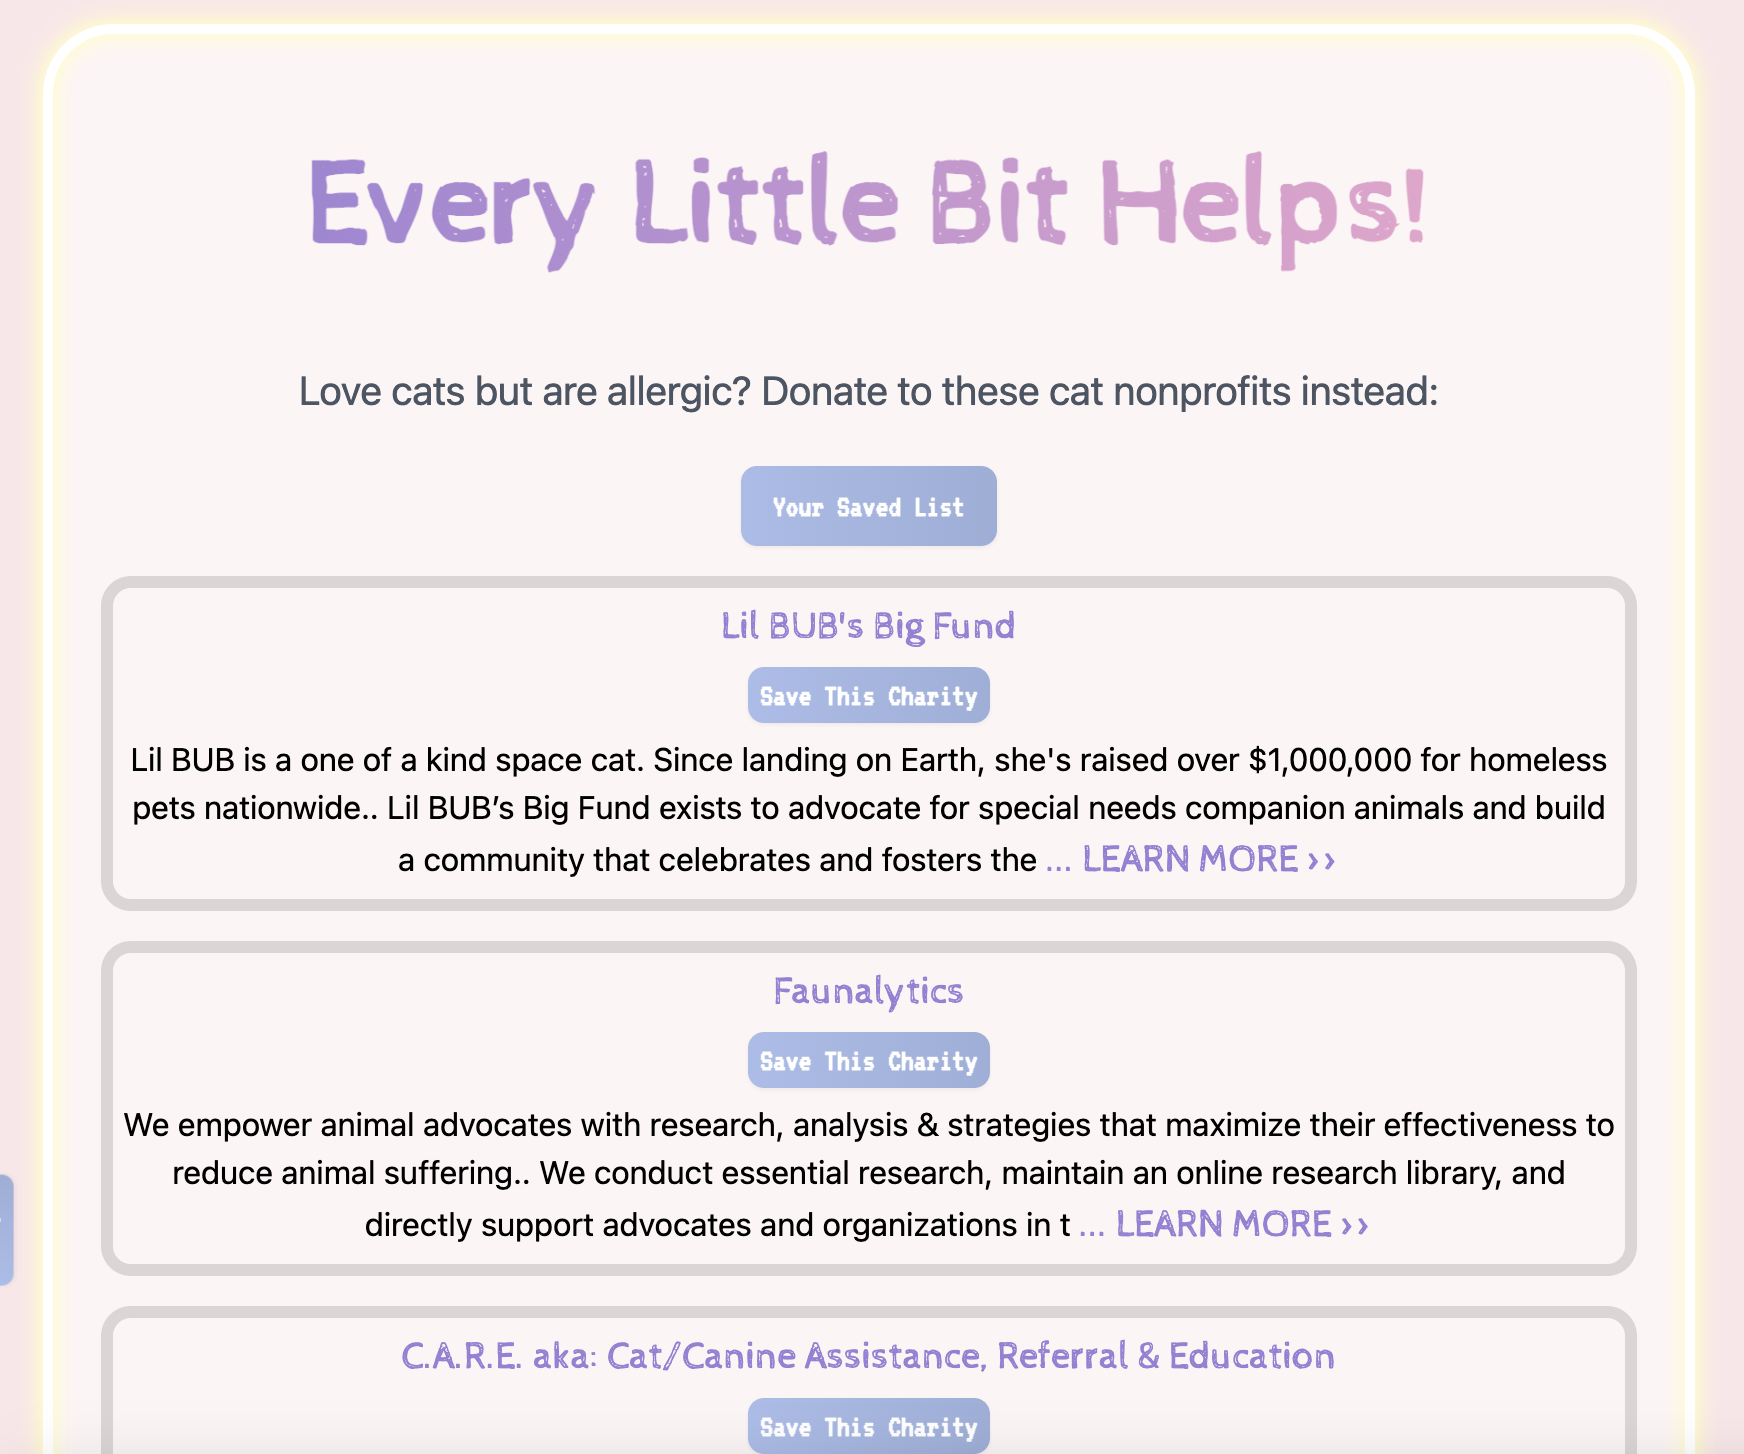 Every Little Bit Helps!
Love cats but are allergic? Donate to these cat nonprofits instead:
Your Saved List
Lil BUB's Big Fund
Save This Charity
Lil BUB is a one of a kind space cat. Since landing on Earth, she's raised over $1,000,000 for homeless
pets nationwide.. Lil BUB’s Big Fund exists to advocate for special needs companion animals and build
a community that celebrates and fosters the ... LEARN MORE >>
Faunalytics
Save This Charity
We empower animal advocates with research, analysis & strategies that maximize their effectiveness to
reduce animal suffering.. We conduct essential research, maintain an online research library, and
directly support advocates and organizations in t ... LEARN MORE >>
C.A.R.E. aka: Cat/Canine Assistance, Referral & Education
Save This Charity